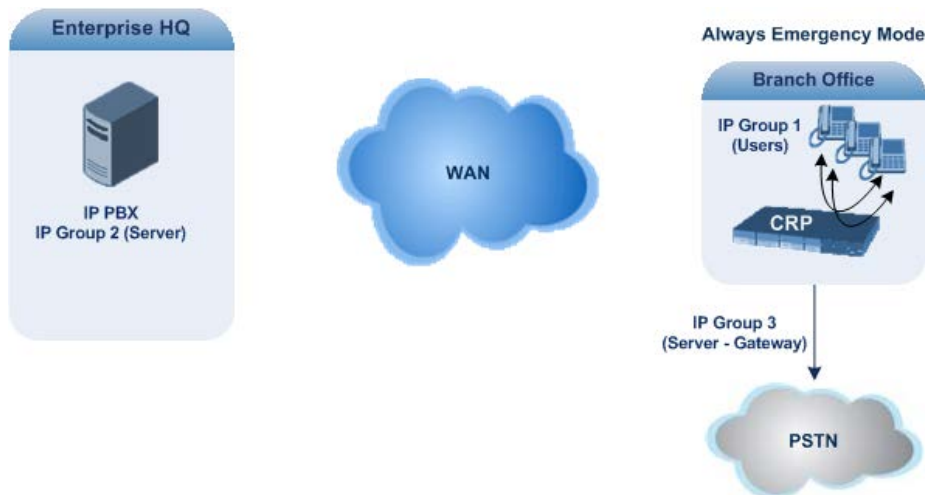 Enterprise HQ
IP PBX
IP Group 2 (Server)
WAN
Always Emergency Mode
Branch Office
IP Group 1
(Users)
CRP
IP Group 3
(Server - Gateway)
PSTN